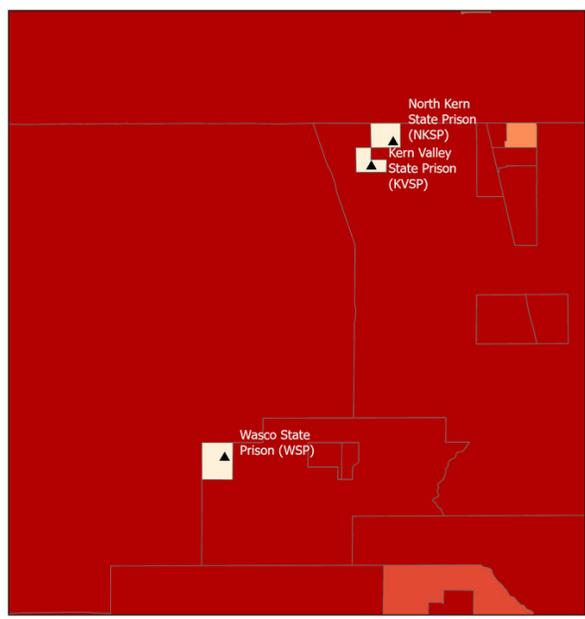 North Kern
State Prison
(NKSP)
Kern Valley
State Prison
(KVSP)
Wasco State
Prison (WSP)